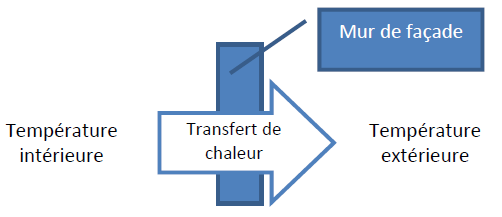 Mur de façade
Température
intérieure
Transfert de
chaleur
Température
extérieure